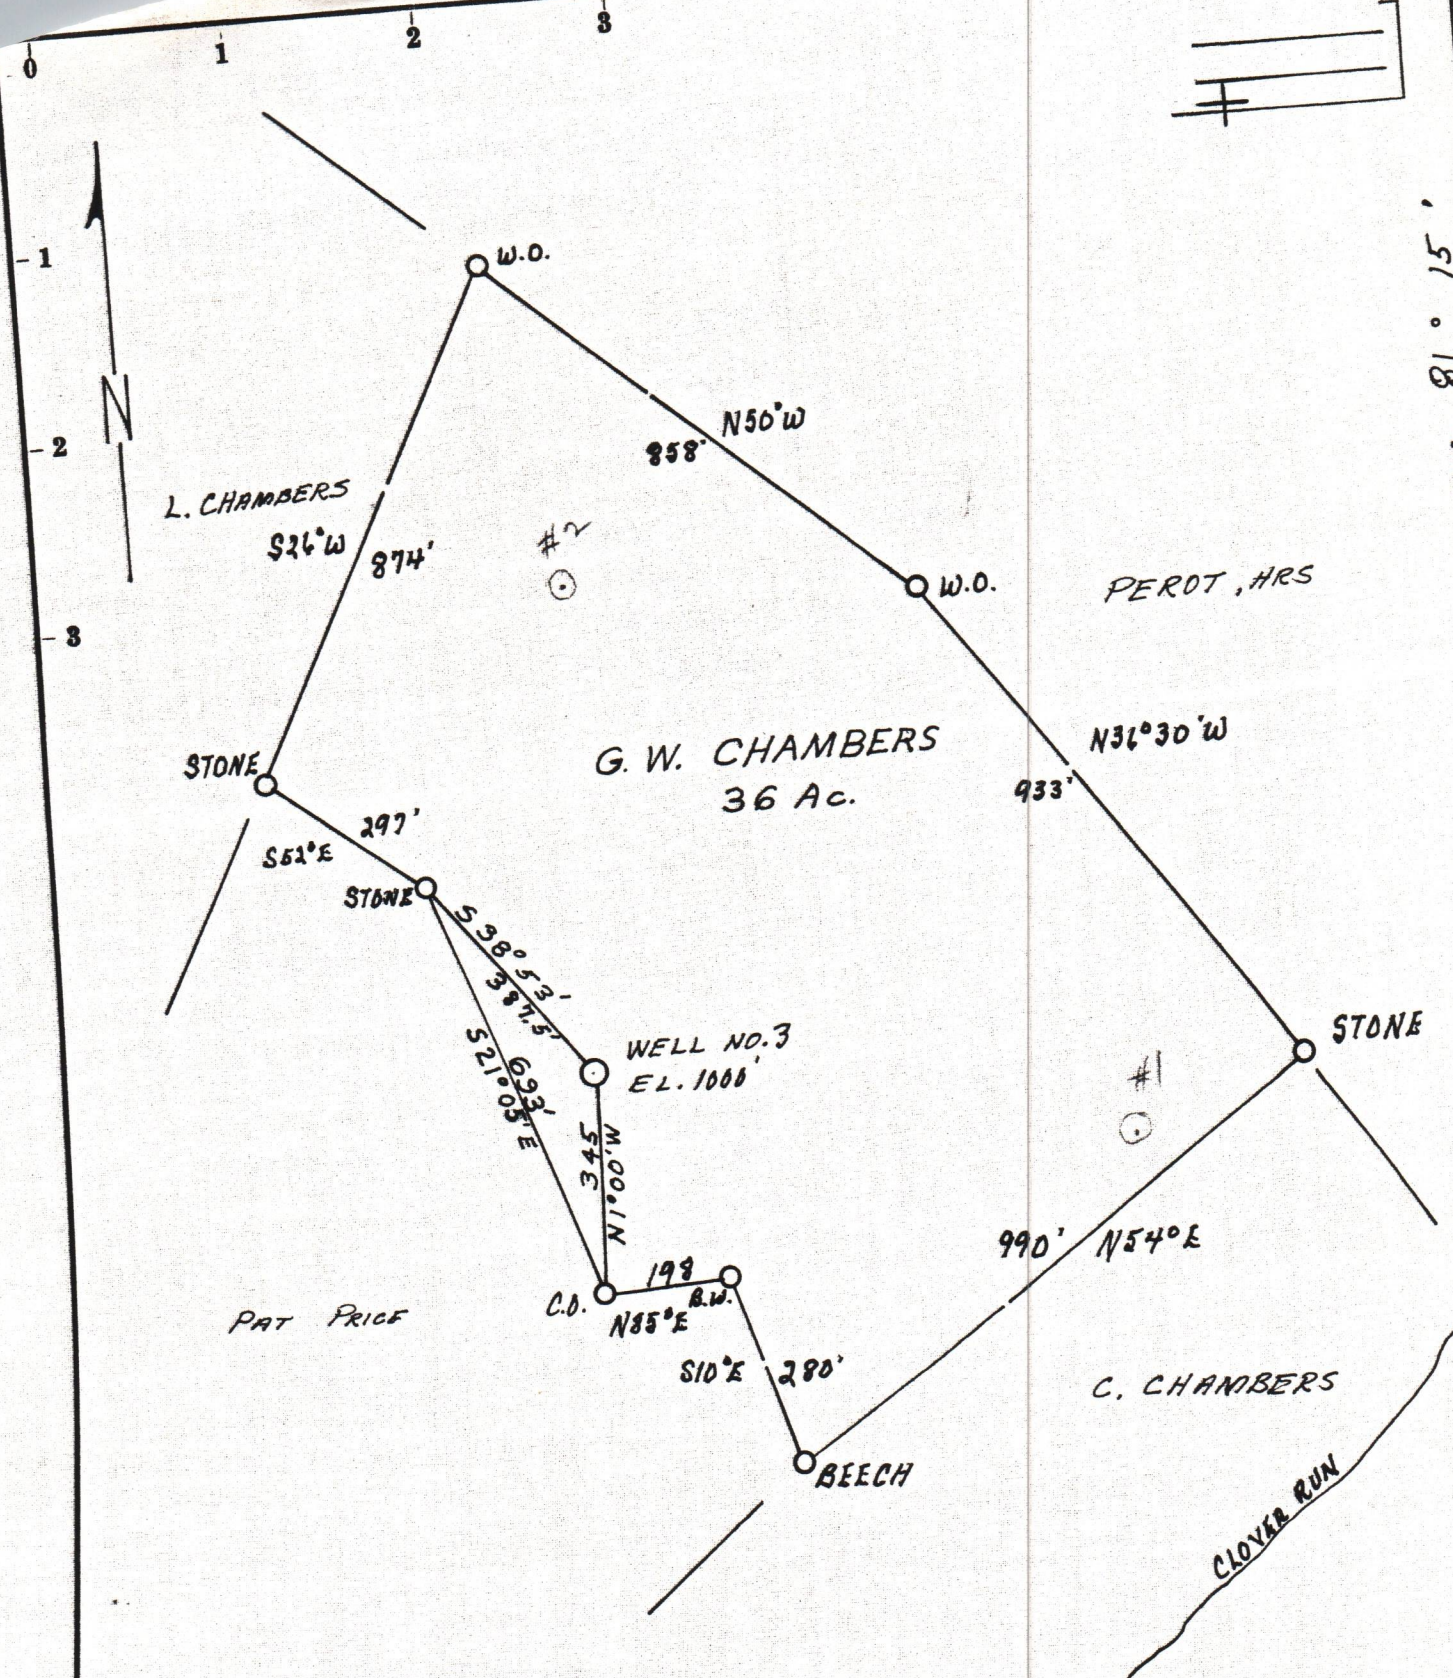 0
1
2
3
1
2
3
N
81° 15'
W.O.
N50°W
858'
L. CHAMBERS
S26°W
874'
#2
W.O.
PEROT, HRS
N36°30'W
933'
G. W. CHAMBERS
36 Ac.
STONE
297'
S52°E
STONE
S 38° 53'
387.5'
WELL NO. 3
EL. 1000'
693'
S21°05'E
345
N1°00'W
STONE
#1
990'
N54°E
198
B.W.
C.O.
N85°E
PAT PRICE
S10°E
280'
C. CHAMBERS
BEECH
CLOVER RUN